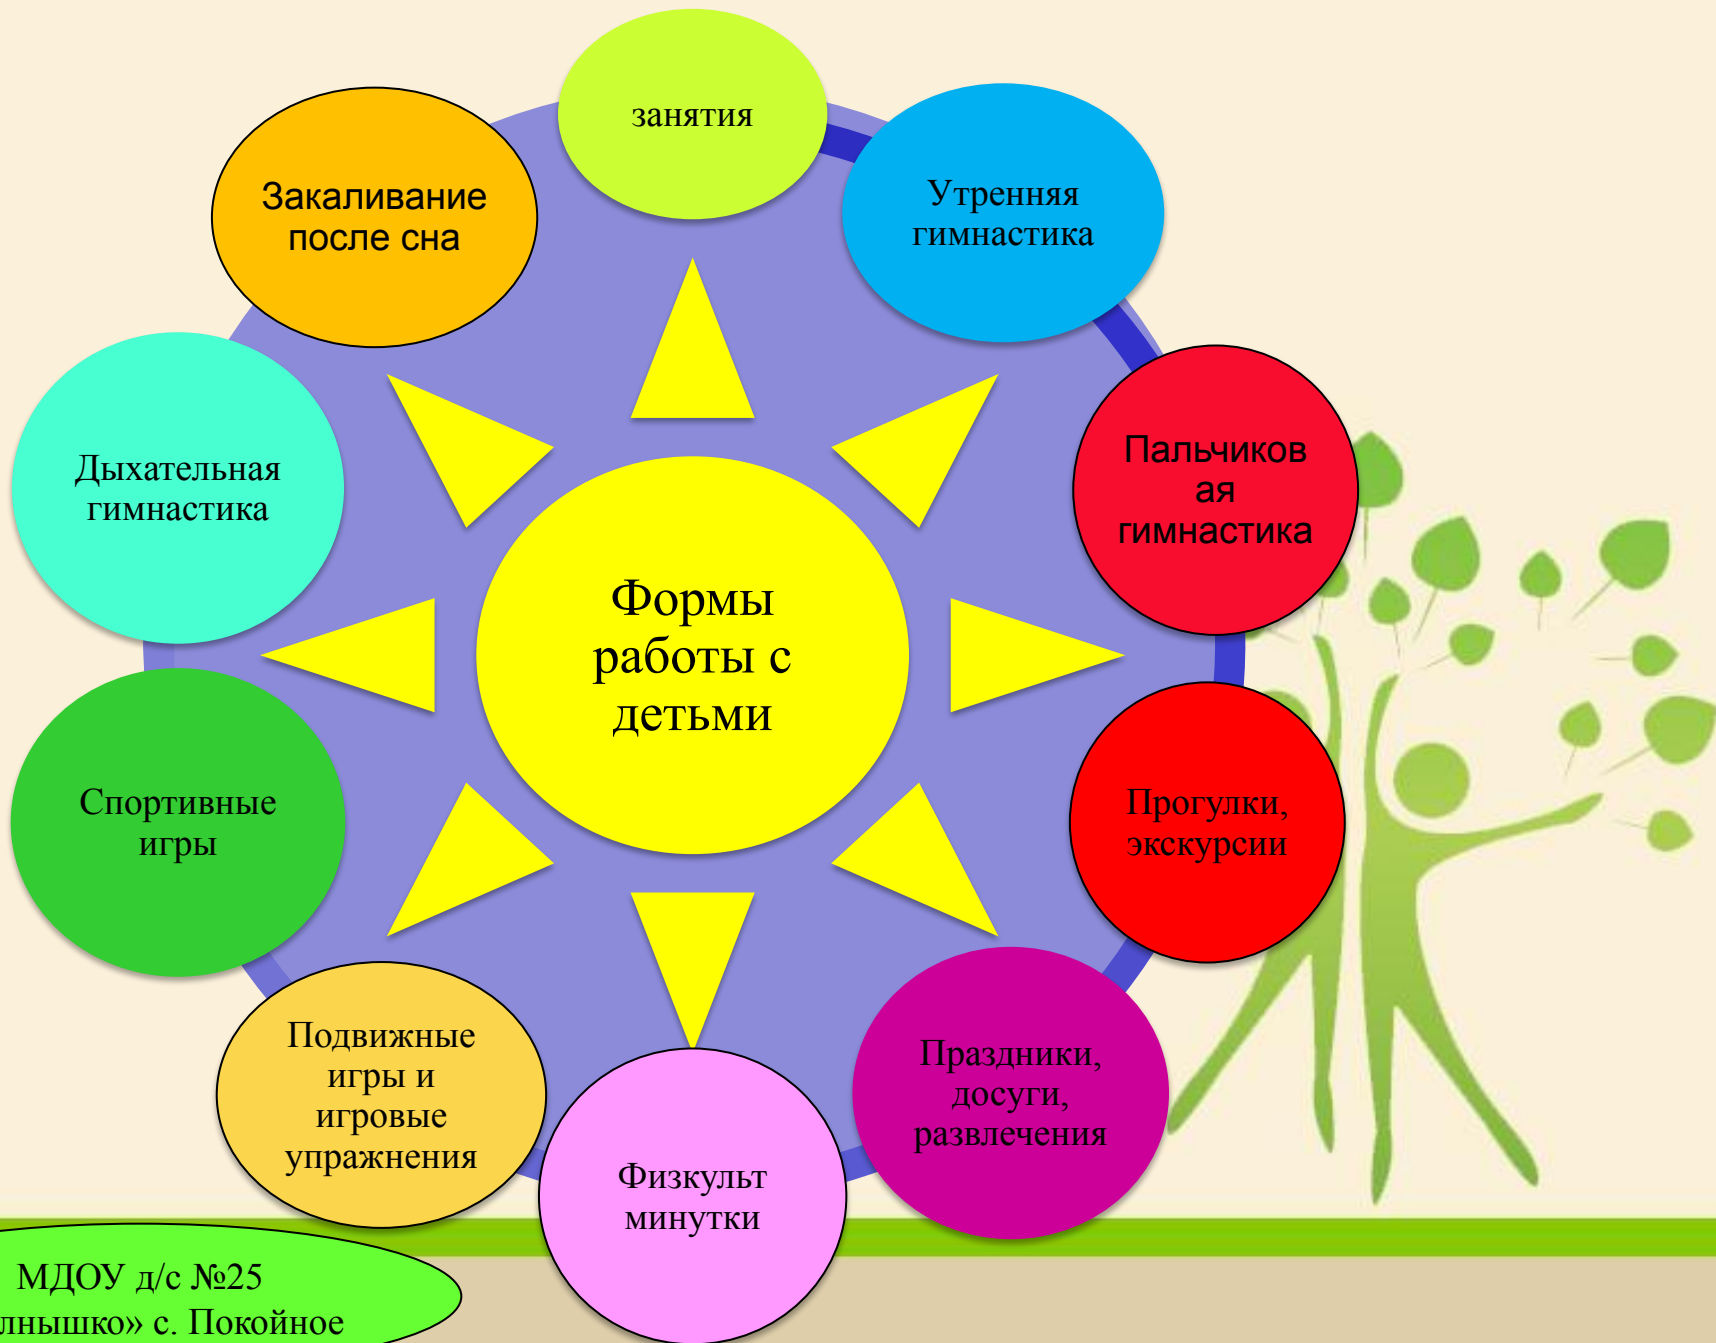 занятия
Утренняя
гимнастика
Пальчиков
ая
гимнастика
Прогулки,
экскурсии
Праздники,
досуги,
развлечения
Физкульт
минутки
Подвижные
игры и
игровые
упражнения
Спортивные
игры
Дыхательная
гимнастика
Закаливание
после сна
Формы
работы с
детьми
МДОУ д/с №25
лнышко» с. Покойное